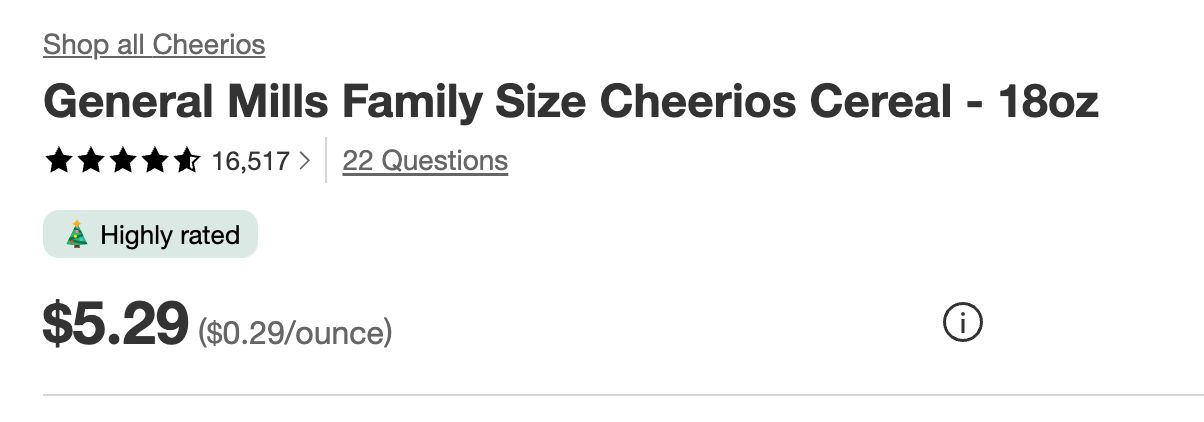 Shop all Cheerios
General Mills Family Size Cheerios Cereal - 18oz
16,517 > 22 Questions
Highly rated
$5.29 ($0.29/ounce)
i